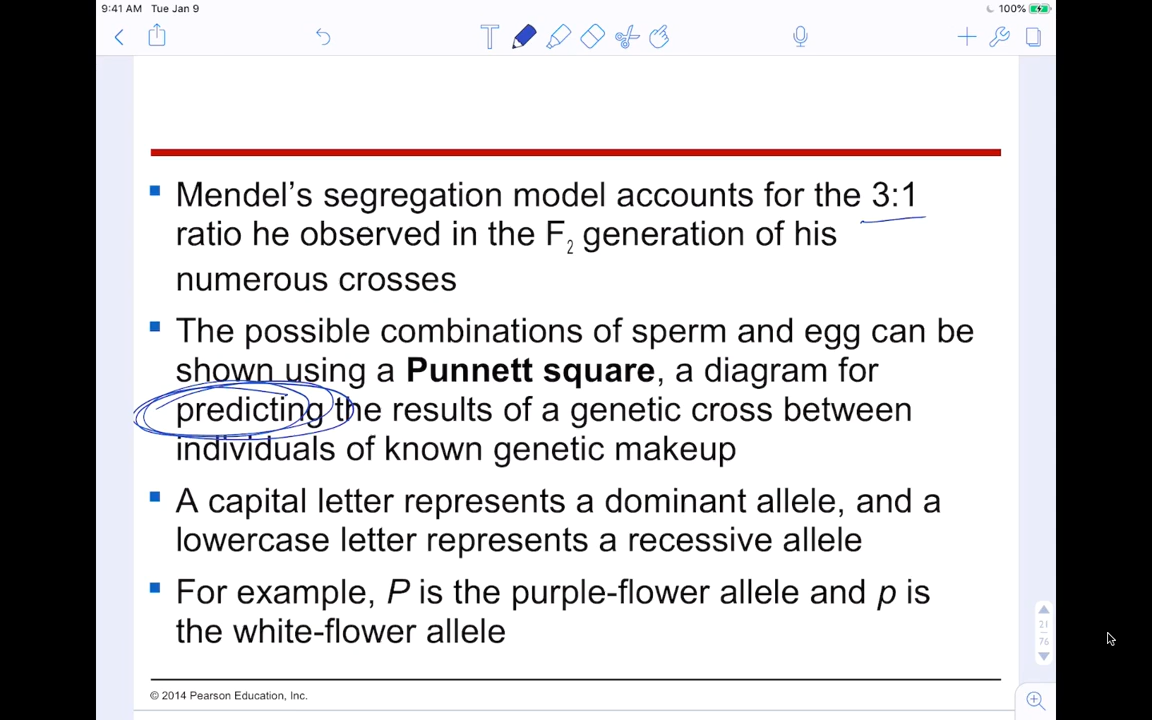 9:41 AM Tue Jan 9
100%
T
Mendel’s segregation model accounts for the 3:1
ratio he observed in the F2 generation of his
numerous crosses
The possible combinations of sperm and egg can be
shown using a Punnett square, a diagram for
predicting the results of a genetic cross between
individuals of known genetic makeup
A capital letter represents a dominant allele, and a
lowercase letter represents a recessive allele
For example, P is the purple-flower allele and p is
the white-flower allele
21
76
© 2014 Pearson Education, Inc.